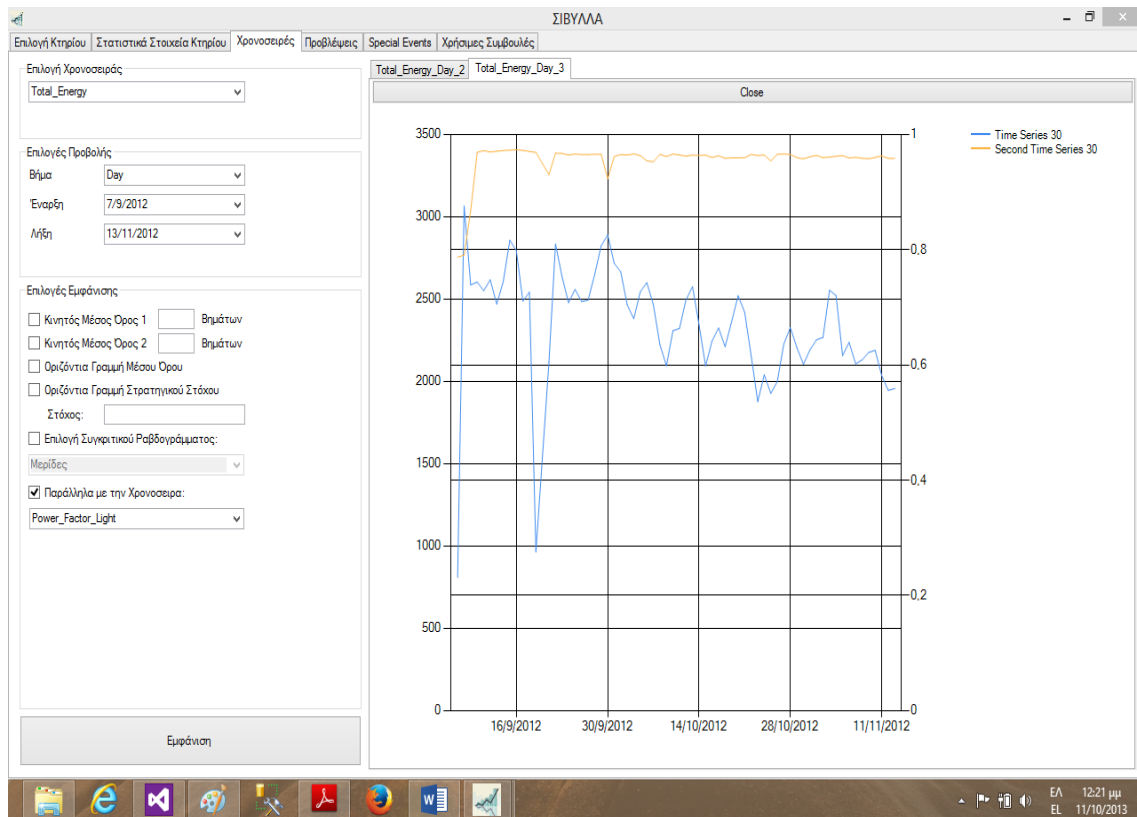 ΣΙΒΥΛΛΑ
Επιλογή Κτηρίου Στατιστικά Στοιχεία Κτηρίου Χρονοσειρές Προβλέψεις Special Events Χρήσιμες Συμβουλές
Επιλογή Χρονοσειράς
Total_Energy
Επιλογές Προβολής
Βήμα Day
Έναρξη 7/9/2012
Λήξη 13/11/2012
Επιλογές Εμφάνισης
Κινητός Μέσος Όρος 1 Βημάτων
Κινητός Μέσος Όρος 2 Βημάτων
Οριζόντια Γραμμή Μέσου Όρου
Οριζόντια Γραμμή Στρατηγικού Στόχου
Στόχος:
Επιλογή Συγκριτικού Ραβδογράμματος:
Μερίδες
Παράλληλα με την Χρονοσειρα:
Power_Factor_Light
Εμφάνιση
Total_Energy_Day_2 Total_Energy_Day_3
Close
3500 1
3000
0,8
2500
2000 0,6
1500
0,4
1000
0,2
500
0 0
16/9/2012 30/9/2012 14/10/2012 28/10/2012 11/11/2012
Time Series 30
Second Time Series 30
ΕΛ 12:21 μμ
EL 11/10/2013